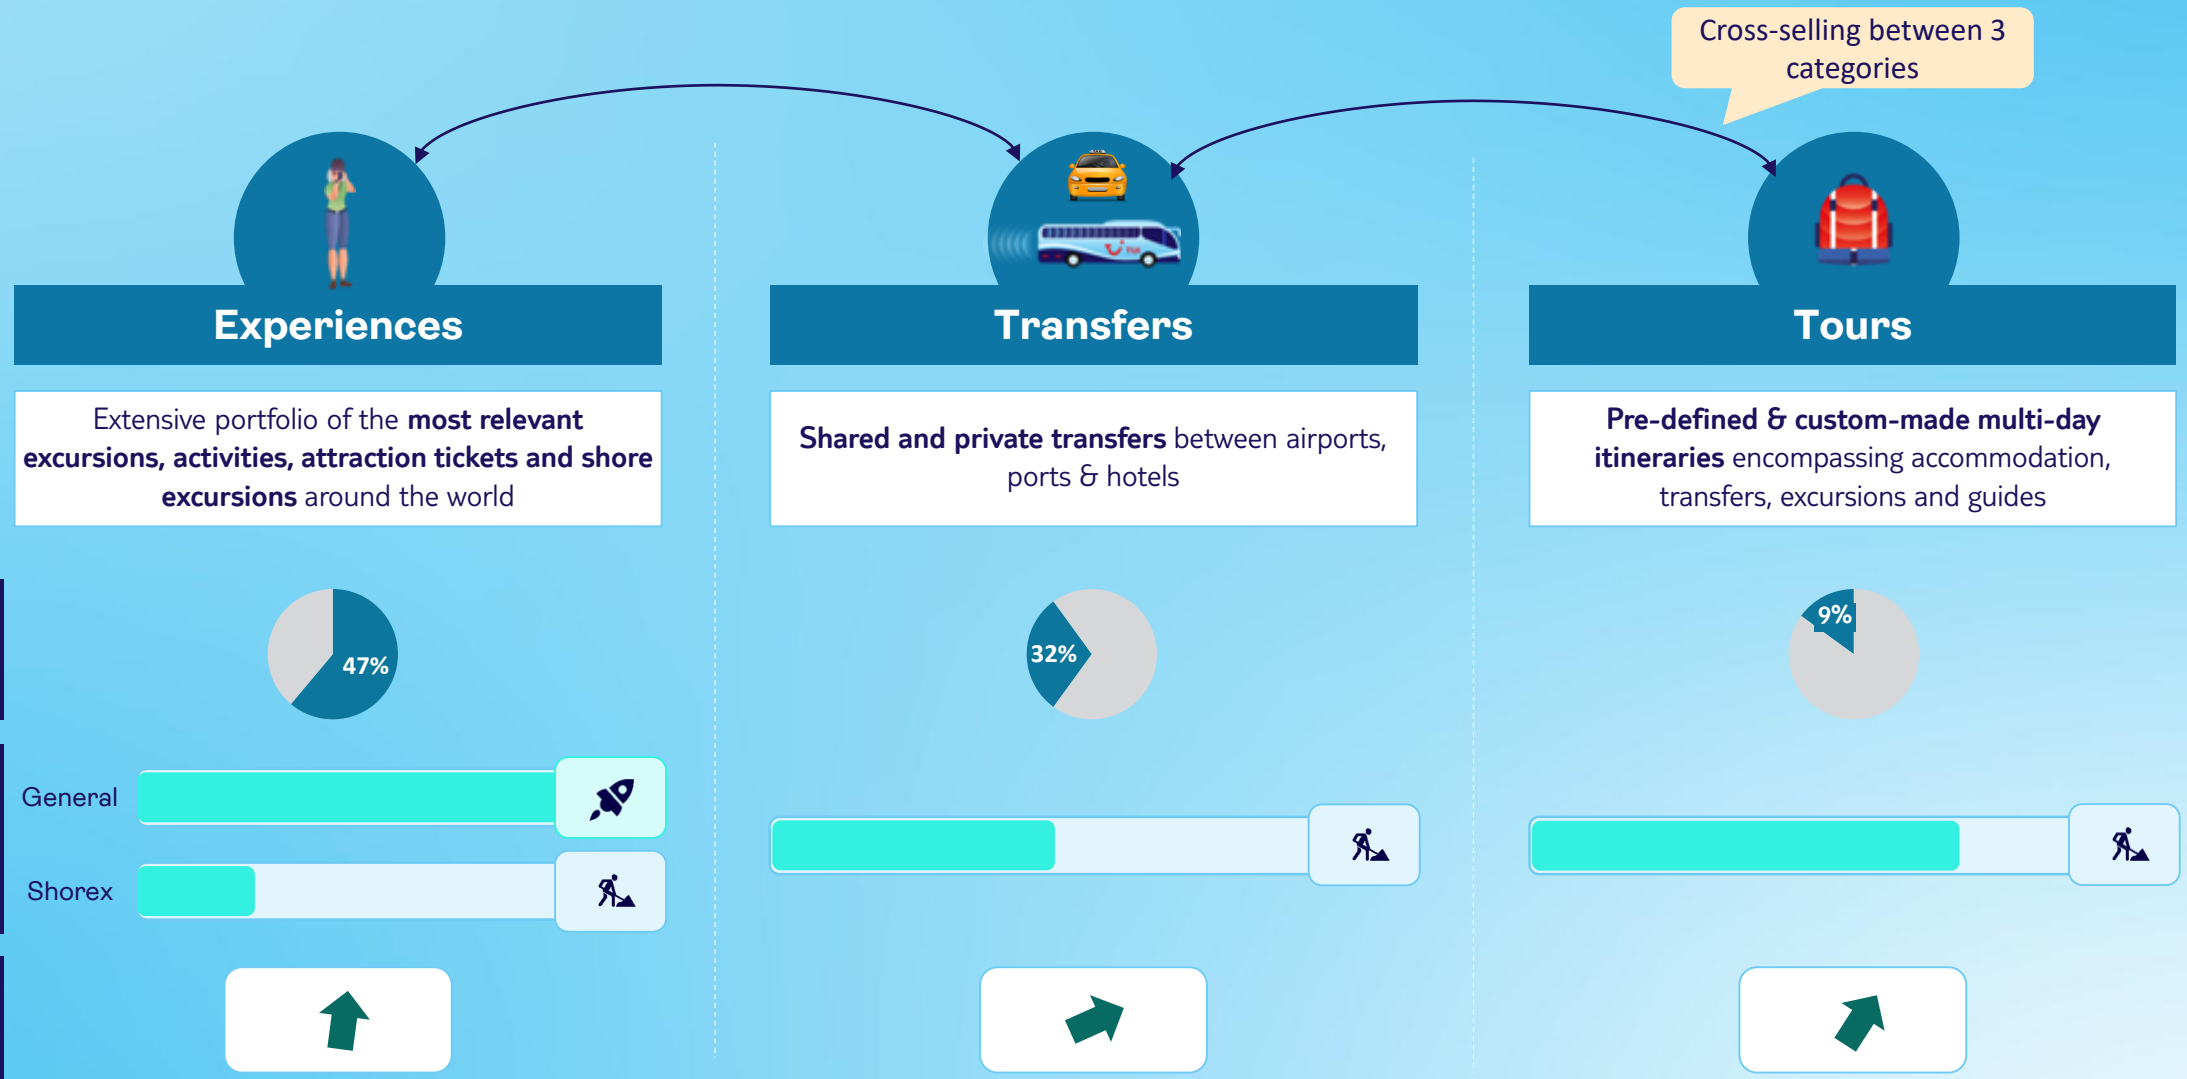 Cross-selling between 3
categories
Experiences
Transfers
Tours
Extensive portfolio of the most relevant
excursions, activities, attraction tickets and shore
excursions around the world
Shared and private transfers between airports,
ports & hotels
Pre-defined & custom-made multi-day
itineraries encompassing accommodation,
transfers, excursions and guides
47%
32%
9%
General
Shorex